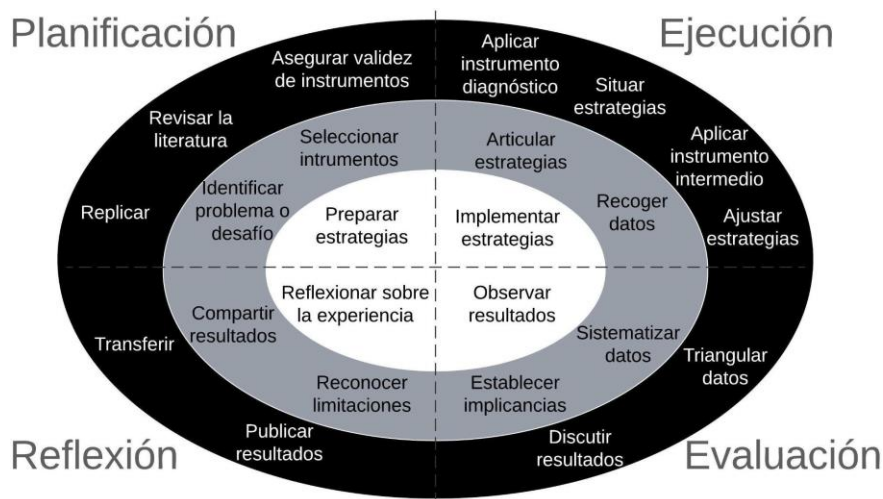 Planificación
Ejecución
Asegurar validez
de instrumentos
Aplicar
instrumento
diagnóstico
Situar
estrategias
Revisar la
literatura
Seleccionar
intrumentos
Articular
estrategias
Aplicar
instrumento
intermedio
Replicar
Identificar
problema o
desafío
Preparar
estrategias
Implementar
estrategias
Recoger
datos
Ajustar
estrategias
Transferir
Compartir
resultados
Reflexionar sobre
la experiencia
Observar
resultados
Sistematizar
datos
Triangular
datos
Reconocer
limitaciones
Establecer
implicancias
Publicar
resultados
Discutir
resultados
Reflexión
Evaluación